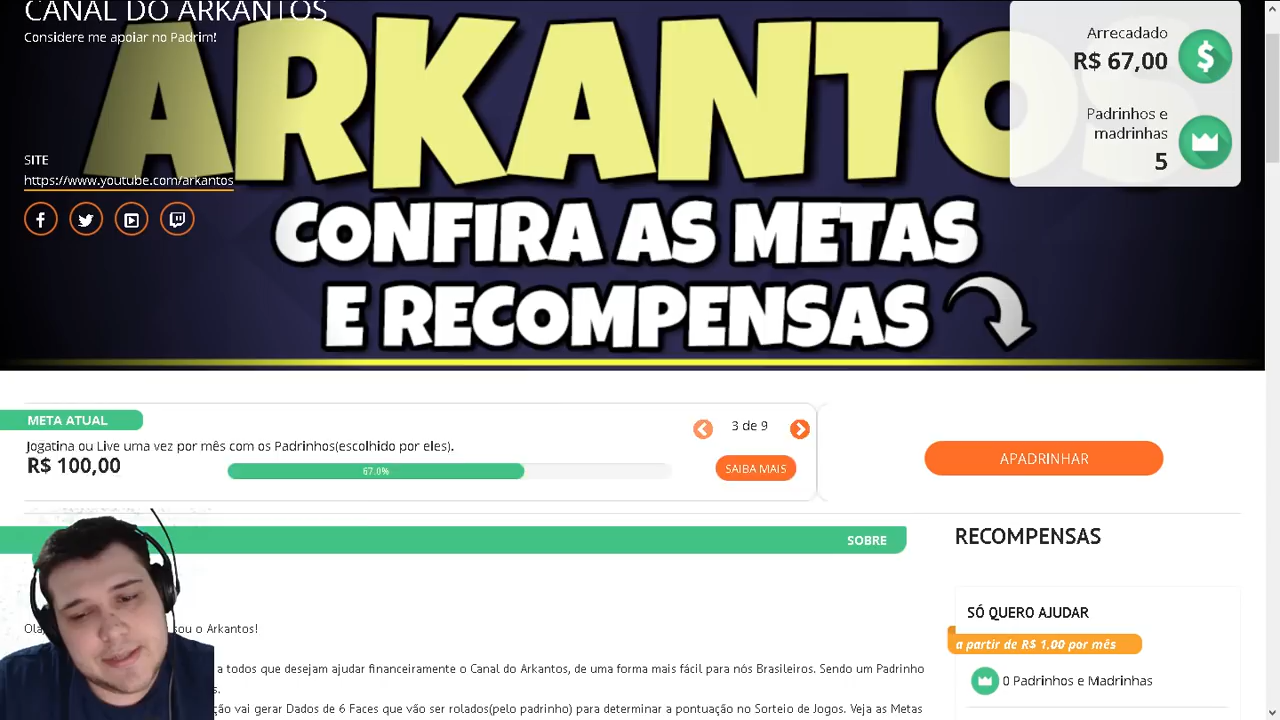 CANAL DO ARKANTOS
Considere me apoiar no Padrim!
ARKANTOS
Arrecadado
R$ 67,00
Padrinhos e
madrinhas
5
SITE
https://www.youtube.com/arkantos
CONFIRA AS METAS
E RECOMPENSAS
META ATUAL
3 de 9
Jogatina ou Live uma vez por mês com os Padrinhos(escolhido por eles).
R$ 100,00
67.0%
SAIBA MAIS
APADRINHAR
SOBRE
RECOMPENSAS
SÓ QUERO AJUDAR
a partir de R$ 1,00 por mês
0 Padrinhos e Madrinhas
sou o Arkantos!
a todos que desejam ajudar financeiramente o Canal do Arkantos, de uma forma mais fácil para nós Brasileiros. Sendo um Padrinho
vai gerar Dados de 6 Faces que vão ser rolados(pelo padrinho) para determinar a pontuação no Sorteio de Jogos. Veja as Metas